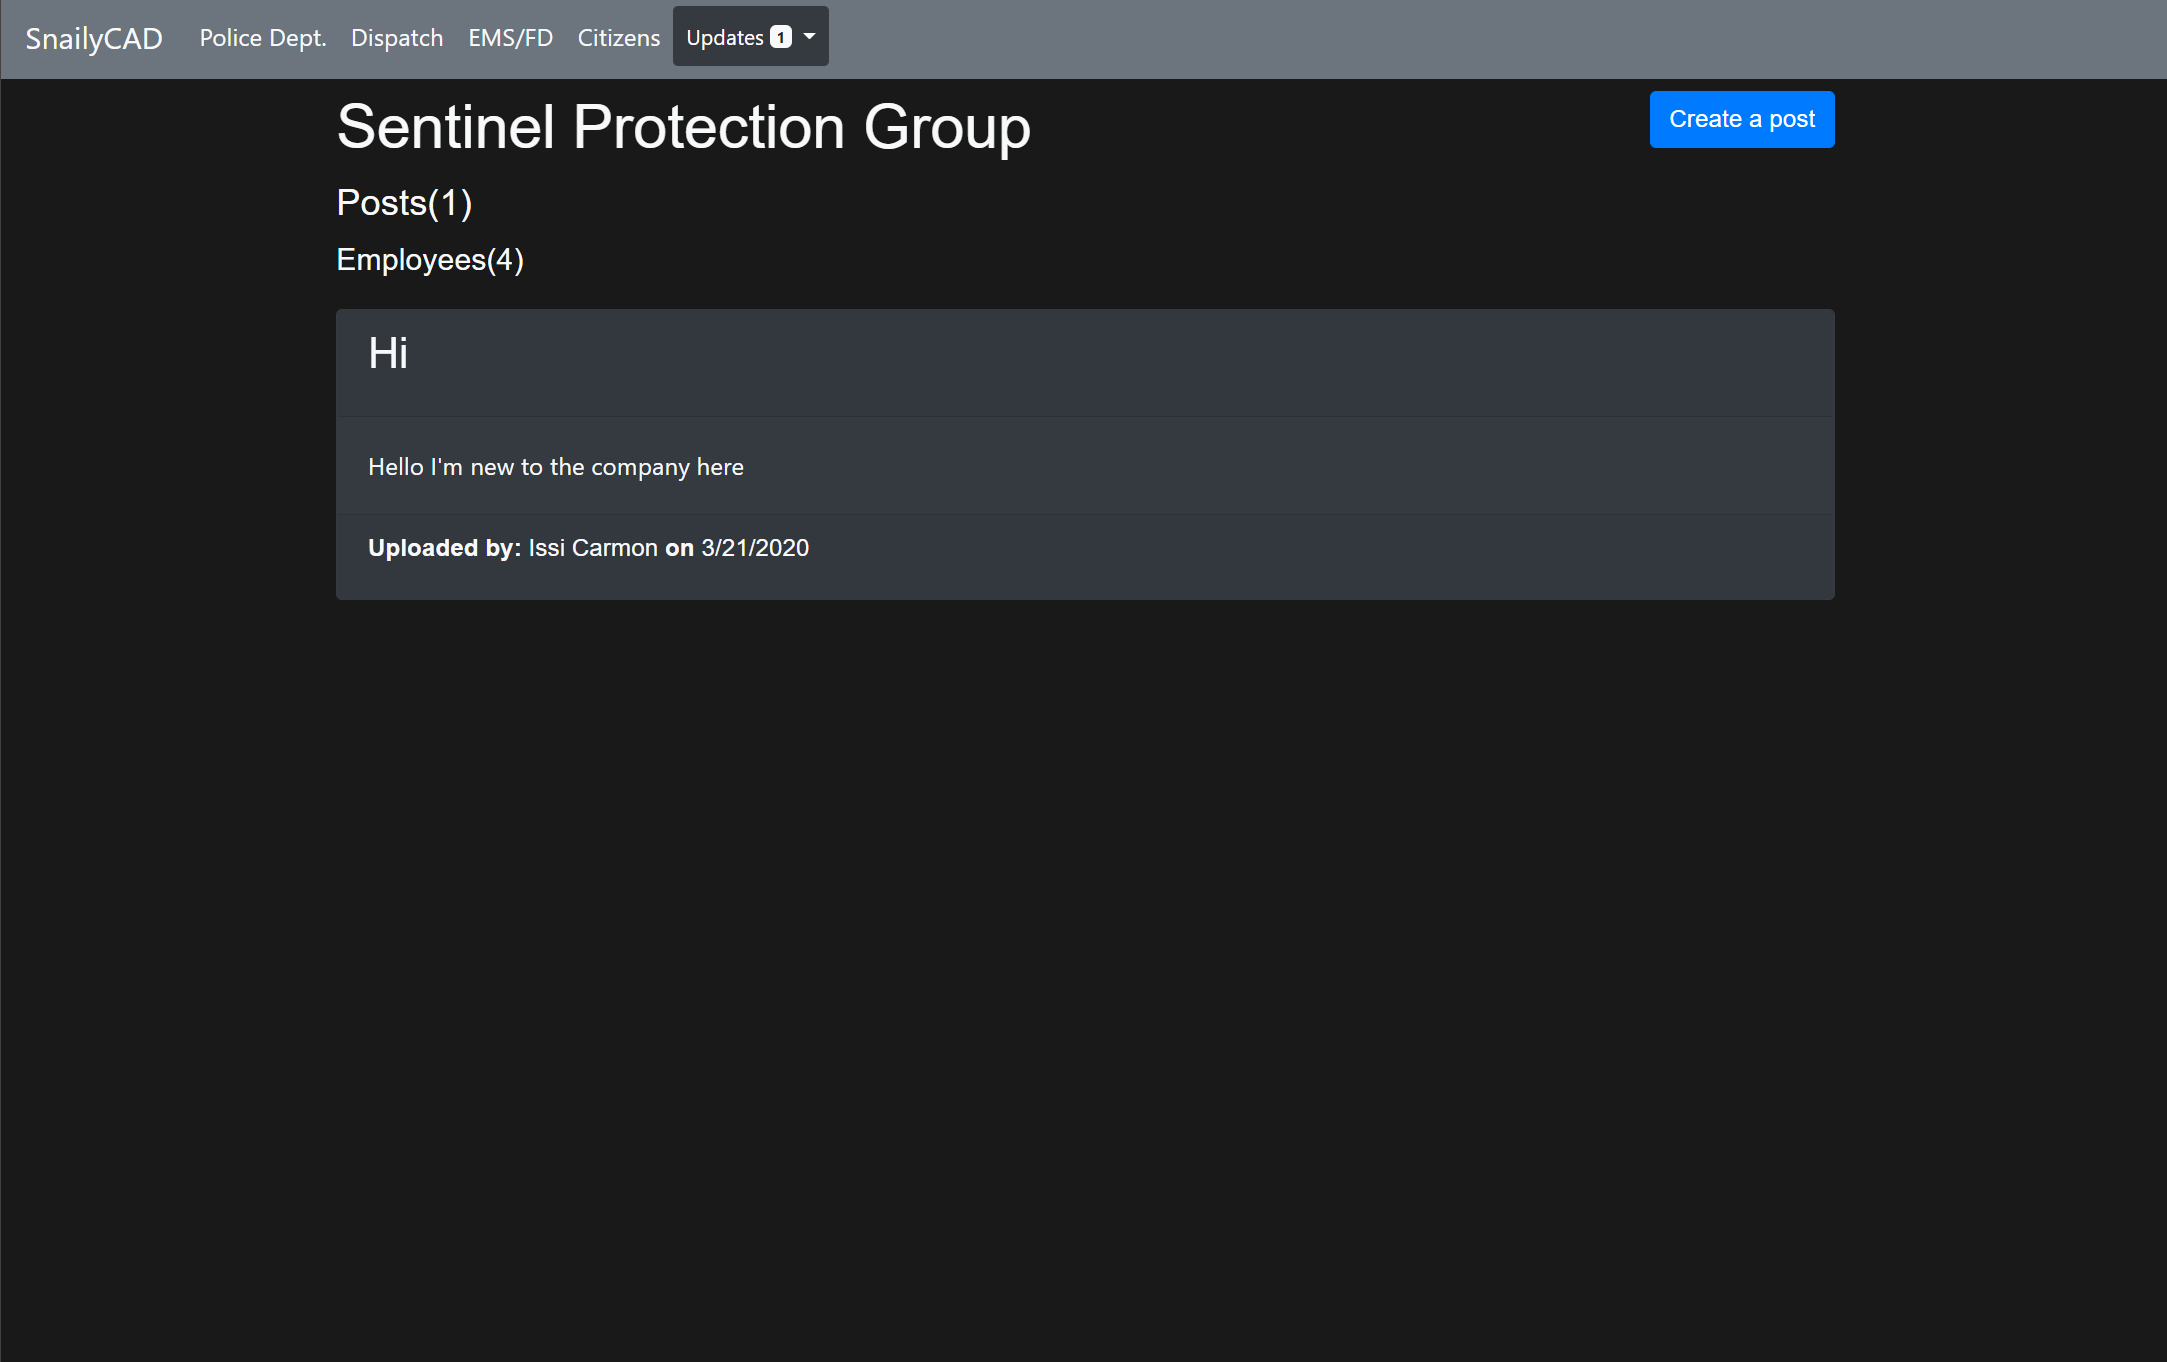 SnailyCAD Police Dept. Dispatch EMS/FD Citizens Updates 1
Sentinel Protection Group
Create a post
Posts(1)
Employees(4)
Hi
Hello I'm new to the company here
Uploaded by: Issi Carmon on 3/21/2020